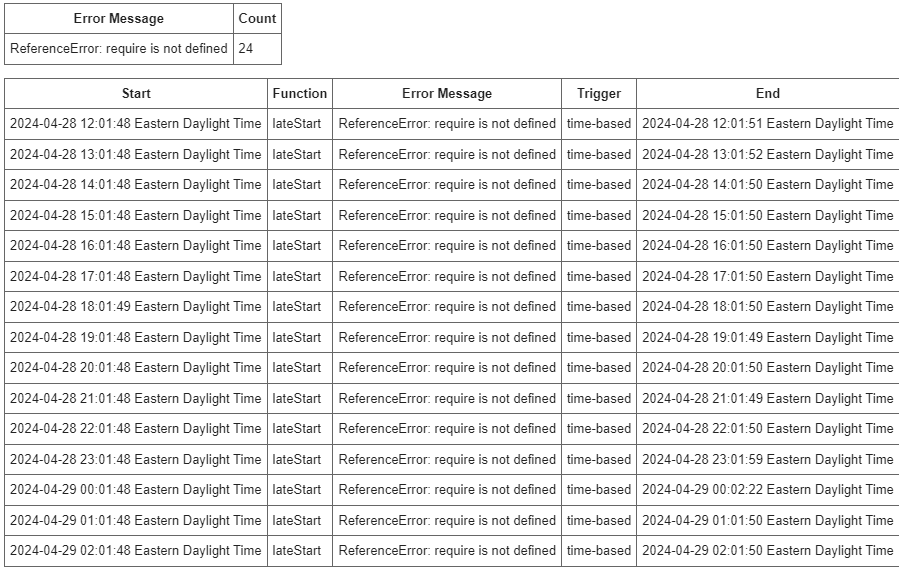 Error Message Count
ReferenceError: require is not defined 24
Start Function Error Message Trigger End
2024-04-28 12:01:48 Eastern Daylight Time lateStart ReferenceError: require is not defined time-based 2024-04-28 12:01:51 Eastern Daylight Time
2024-04-28 13:01:48 Eastern Daylight Time lateStart ReferenceError: require is not defined time-based 2024-04-28 13:01:52 Eastern Daylight Time
2024-04-28 14:01:48 Eastern Daylight Time lateStart ReferenceError: require is not defined time-based 2024-04-28 14:01:50 Eastern Daylight Time
2024-04-28 15:01:48 Eastern Daylight Time lateStart ReferenceError: require is not defined time-based 2024-04-28 15:01:50 Eastern Daylight Time
2024-04-28 16:01:48 Eastern Daylight Time lateStart ReferenceError: require is not defined time-based 2024-04-28 16:01:50 Eastern Daylight Time
2024-04-28 17:01:48 Eastern Daylight Time lateStart ReferenceError: require is not defined time-based 2024-04-28 17:01:50 Eastern Daylight Time
2024-04-28 18:01:49 Eastern Daylight Time lateStart ReferenceError: require is not defined time-based 2024-04-28 18:01:50 Eastern Daylight Time
2024-04-28 19:01:48 Eastern Daylight Time lateStart ReferenceError: require is not defined time-based 2024-04-28 19:01:49 Eastern Daylight Time
2024-04-28 20:01:48 Eastern Daylight Time lateStart ReferenceError: require is not defined time-based 2024-04-28 20:01:50 Eastern Daylight Time
2024-04-28 21:01:48 Eastern Daylight Time lateStart ReferenceError: require is not defined time-based 2024-04-28 21:01:49 Eastern Daylight Time
2024-04-28 22:01:48 Eastern Daylight Time lateStart ReferenceError: require is not defined time-based 2024-04-28 22:01:50 Eastern Daylight Time
2024-04-28 23:01:48 Eastern Daylight Time lateStart ReferenceError: require is not defined time-based 2024-04-28 23:01:59 Eastern Daylight Time
2024-04-29 00:01:48 Eastern Daylight Time lateStart ReferenceError: require is not defined time-based 2024-04-29 00:02:22 Eastern Daylight Time
2024-04-29 01:01:48 Eastern Daylight Time lateStart ReferenceError: require is not defined time-based 2024-04-29 01:01:50 Eastern Daylight Time
2024-04-29 02:01:48 Eastern Daylight Time lateStart ReferenceError: require is not defined time-based 2024-04-29 02:01:50 Eastern Daylight Time